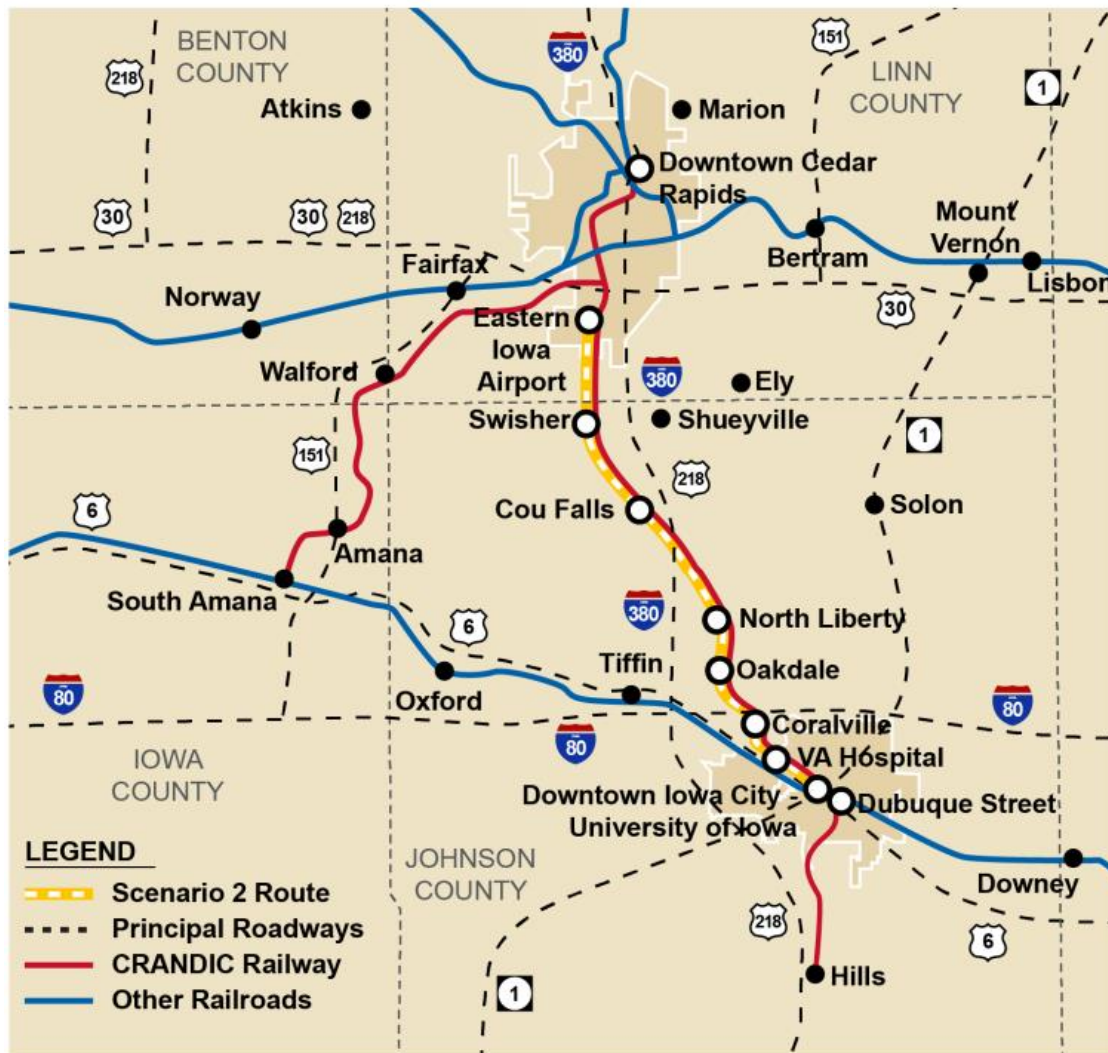 BENTON
COUNTY
380
151
218
LINN
COUNTY
1
Atkins
Marion
Downtown Cedar
Rapids
30
30
218
Mount
Vernon
Fairfax
Bertram
Lisbon
Norway
30
Eastern
Iowa
Airport
Walford
380
Ely
Swisher
Shueyville
1
151
218
6
Cou Falls
Solon
Amana
South Amana
380
North Liberty
6
Tiffin
Oakdale
80
Oxford
80
80
Coralville
IOWA
COUNTY
VA Hospital
Downtown Iowa City -
University of Iowa
Dubuque Street
LEGEND
JOHNSON
COUNTY
Downey
Scenario 2 Route
Principal Roadways
218
6
CRANDIC Railway
Hills
Other Railroads
1